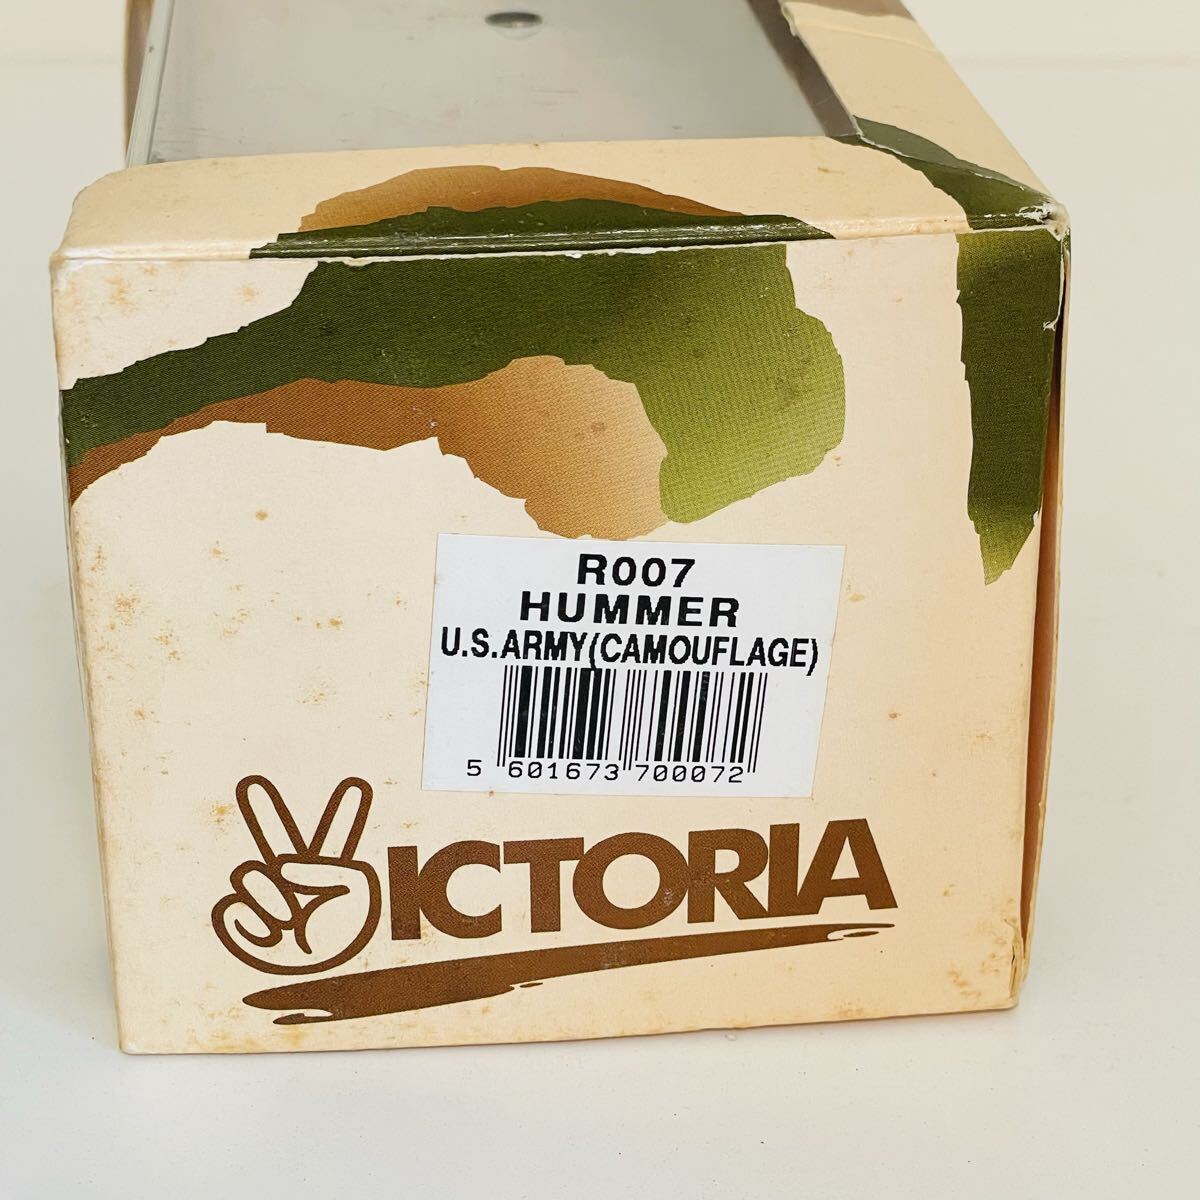 R007
HUMMER
U.S.ARMY(CAMOUFLAGE)
5 601673 700072
VICTORIA